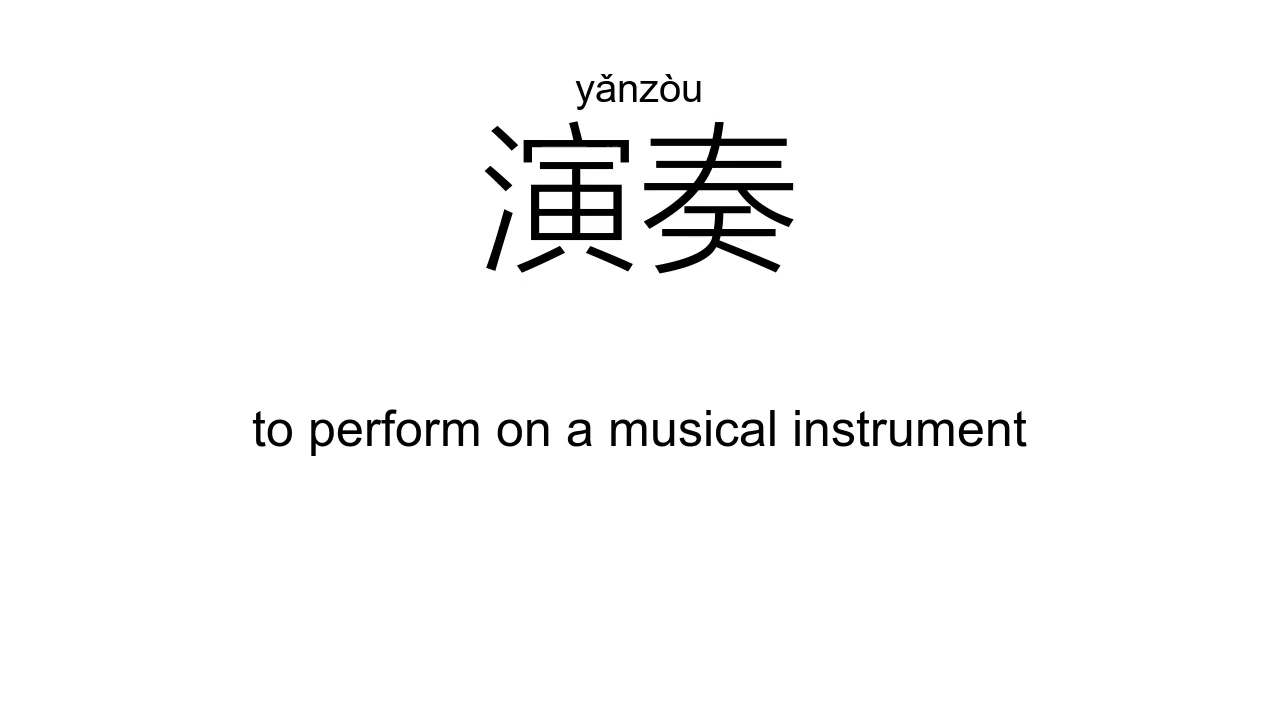 yǎnzòu
演奏
to perform on a musical instrument